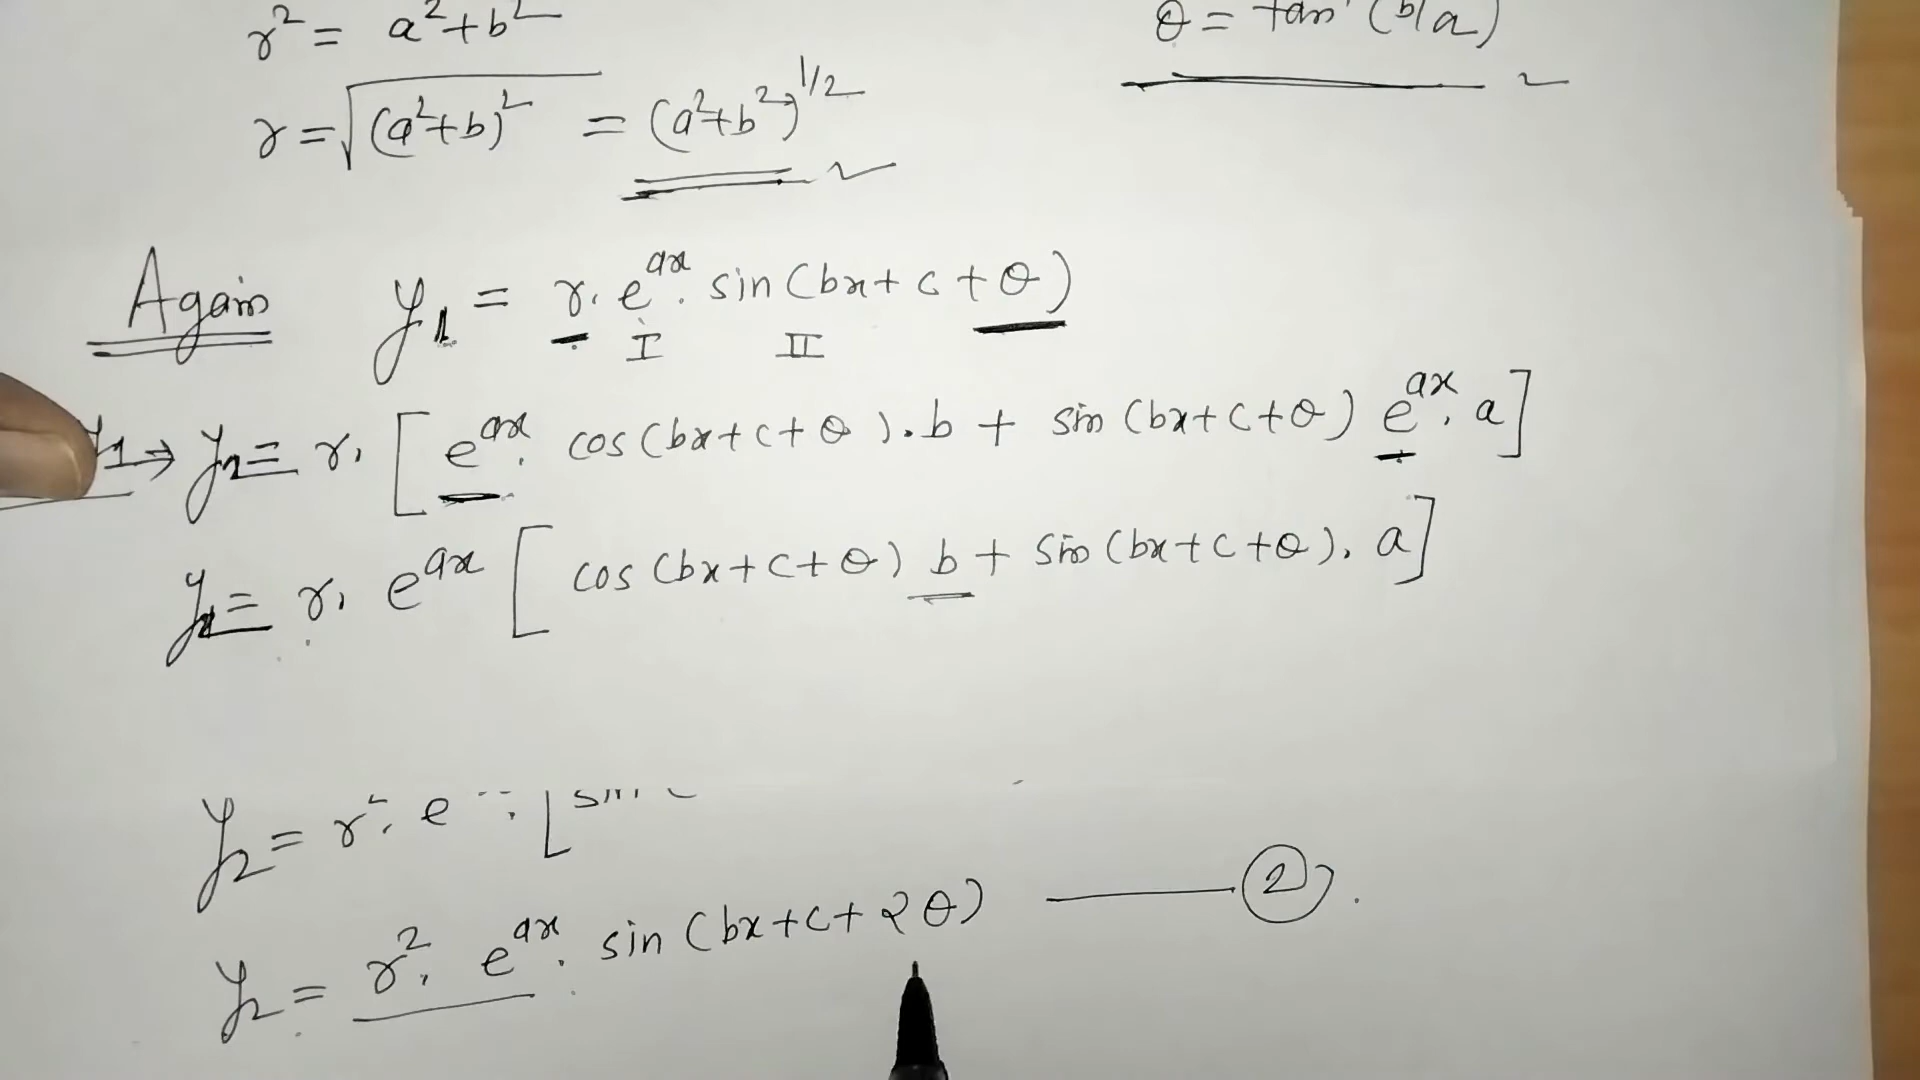 r² = a²+b²
θ = tan⁻¹ (b/a)
r = √(a²+b)² = (a²+b²)^1/2
Again y₁ = r. e^ax. sin (bx+c+θ)
I II
y₁ → y₂ = r. [e^ax. cos (bx+c+θ).b + sin (bx+c+θ) e^ax. a]
y₂ = r. e^ax [cos (bx+c+θ) b + sin (bx+c+θ). a]
y₂ = r². e
y₂ = r². e^ax. sin (bx+c+2θ) — ②